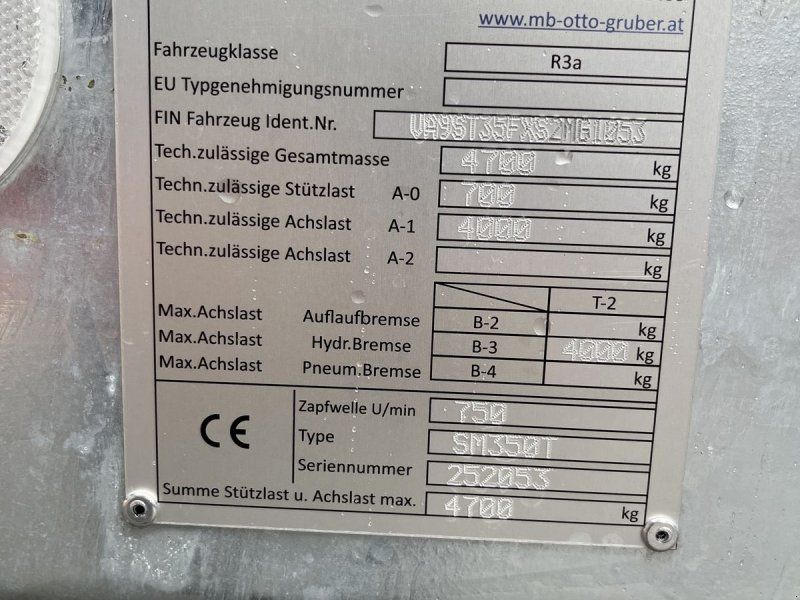 www.mb-otto-gruber.at
Fahrzeugklasse R3a
EU Typgenehmigungsnummer
FIN Fahrzeug Ident.Nr. VA9ST35FXS2MG1053
Tech.zulässige Gesamtmasse 4700 kg
Techn.zulässige Stützlast A-0 700 kg
Techn.zulässige Achslast A-1 4000 kg
Techn.zulässige Achslast A-2 kg
T-2
Max.Achslast Auflaufbremse B-2 kg
Max.Achslast Hydr.Bremse B-3 4000 kg
Max.Achslast Pneum.Bremse B-4 kg
CE
Zapfwelle U/min 750
Type SM350T
Seriennummer 252053
Summe Stützlast u. Achslast max. 4700 kg